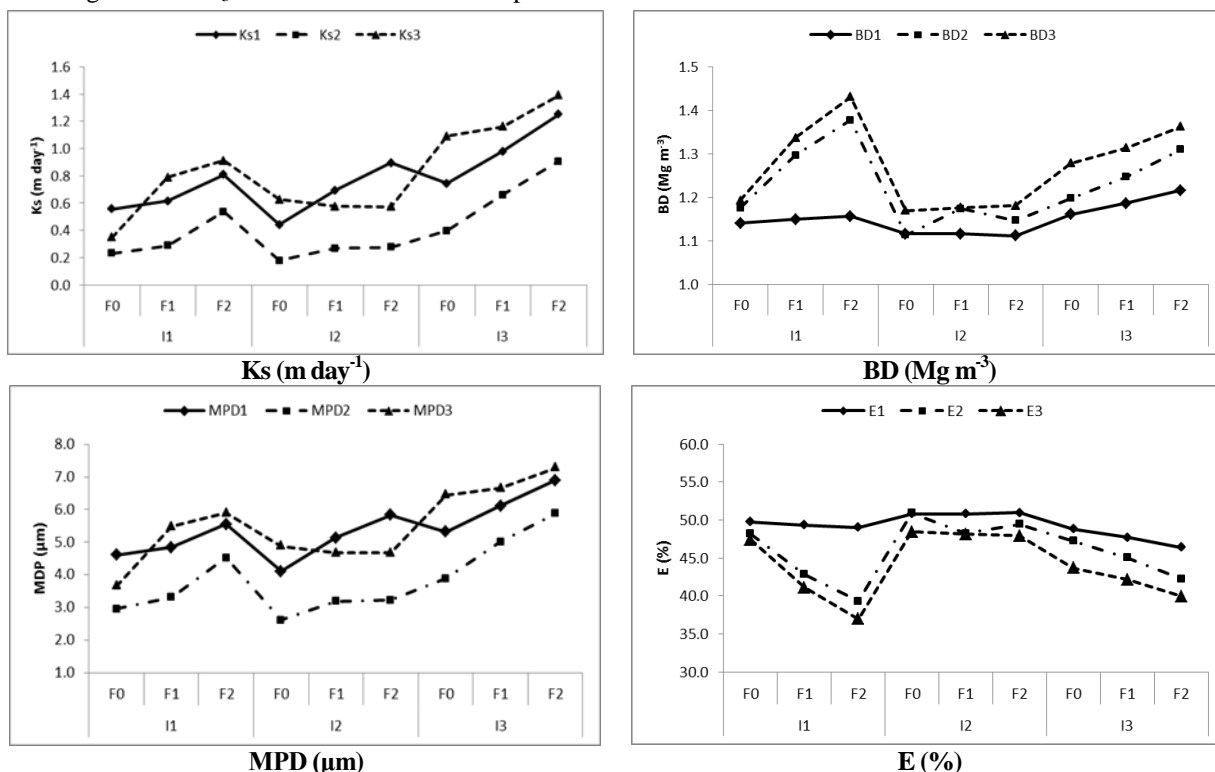 Ks1 Ks2 Ks3
1.6
1.4
1.2
1.0
0.8
0.6
0.4
0.2
0.0
Ks (m day-1)
F0 F1 F2 F0 F1 F2 F0 F1 F2
I1 I2 I3
Ks (m day-1)
BD1 BD2 BD3
1.5
1.4
1.3
1.2
1.1
1.0
BD (Mg m-3)
F0 F1 F2 F0 F1 F2 F0 F1 F2
I1 I2 I3
BD (Mg m-3)
MPD1 MPD2 MPD3
8.0
7.0
6.0
5.0
4.0
3.0
2.0
1.0
MDP (µm)
F0 F1 F2 F0 F1 F2 F0 F1 F2
I1 I2 I3
MPD (µm)
E1 E2 E3
60.0
55.0
50.0
45.0
40.0
35.0
30.0
E (%)
F0 F1 F2 F0 F1 F2 F0 F1 F2
I1 I2 I3
E (%)